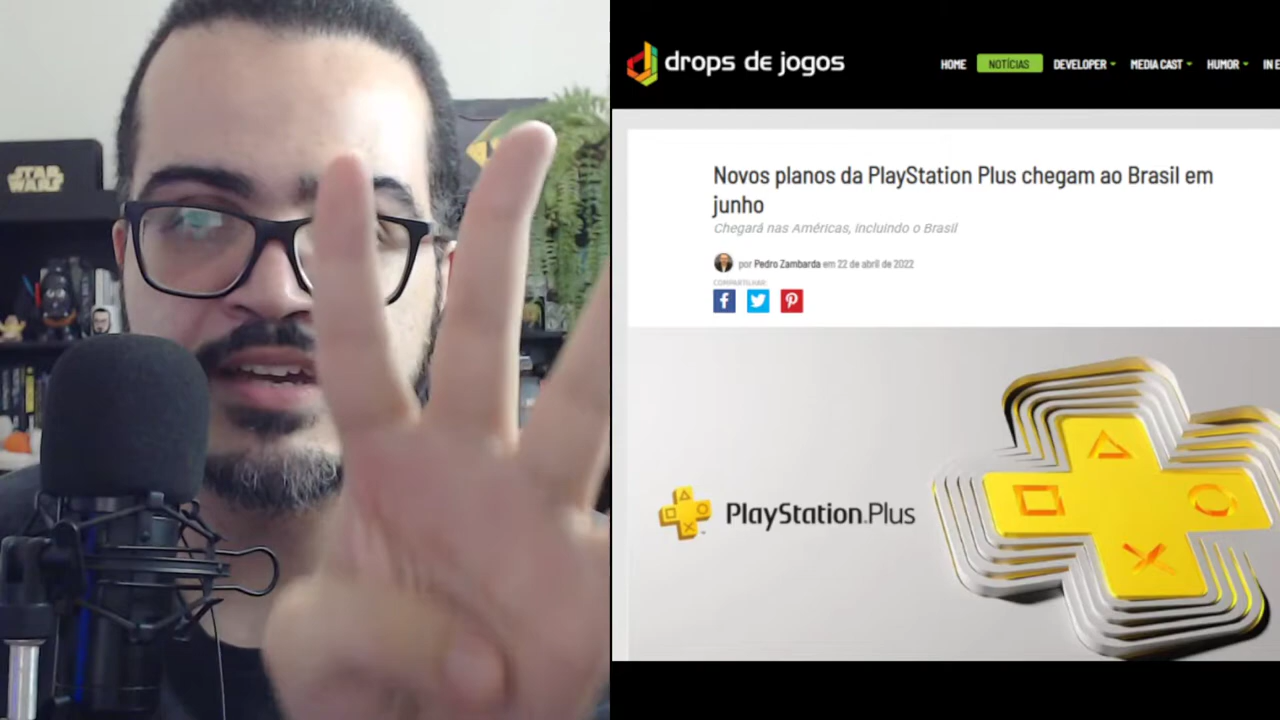 STAR
WARS
drops de jogos
HOME
NOTÍCIAS
DEVELOPER
MEDIA CAST
HUMOR
Novos planos da PlayStation Plus chegam ao Brasil em
junho
Chegará nas Américas, incluindo o Brasil
por Pedro Zambarda em 22 de abril de 2022
COMPARTILHAR:
PlayStation.Plus